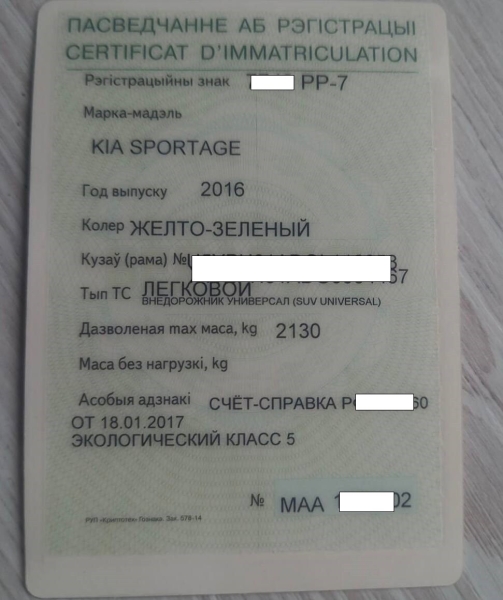 ПАСВЕДЧАННЕ АБ РЭГІСТРАЦЫІ
CERTIFICAT D'IMMATRICULATION
Рэгістрацыйны знак PP-7
Марка-мадэль
KIA SPORTAGE
Год выпуску 2016
Колер ЖЕЛТО-ЗЕЛЕНЫЙ
Кузаў (рама) №
Тып ТС ЛЕГКОВОЙ
ВНЕДОРОЖНИК УНИВЕРСАЛ (SUV UNIVERSAL)
Дазволеная max маса, kg 2130
Маса без нагрузкі, kg
Асобыя адзнакі СЧЁТ-СПРАВКА 60
ОТ 18.01.2017
ЭКОЛОГИЧЕСКИЙ КЛАСС 5
№ МАА 02